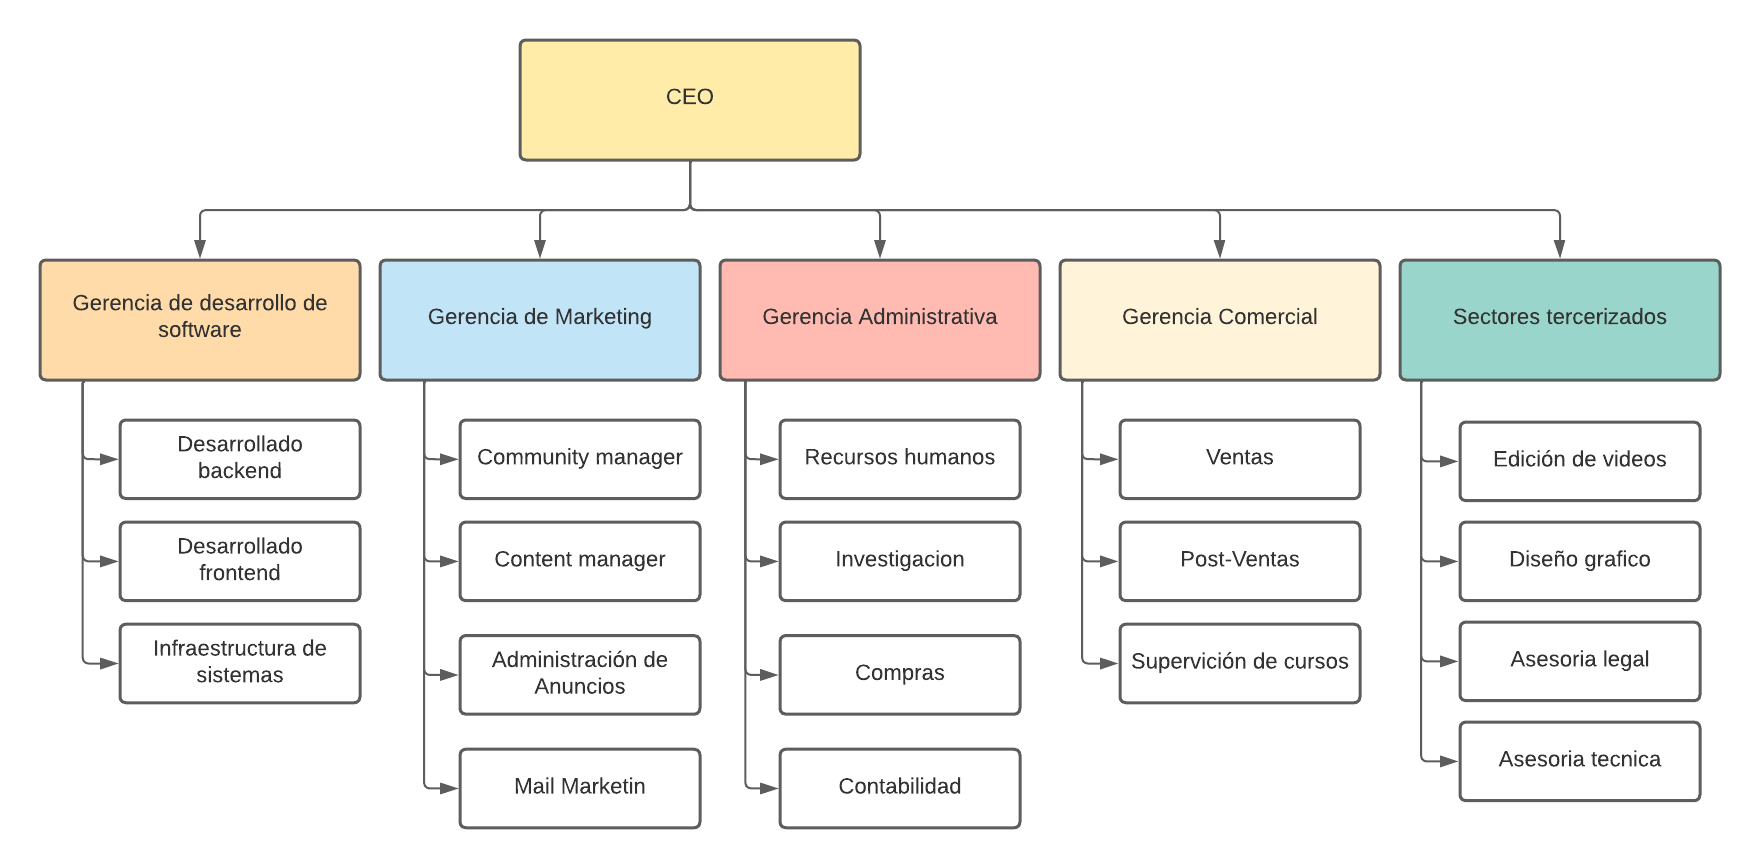 CEO
Gerencia de desarrollo de
software
Gerencia de Marketing
Gerencia Administrativa
Gerencia Comercial
Sectores tercerizados
Desarrollado
backend
Desarrollado
frontend
Infraestructura de
sistemas
Community manager
Content manager
Administración de
Anuncios
Mail Marketin
Recursos humanos
Investigacion
Compras
Contabilidad
Ventas
Post-Ventas
Supervición de cursos
Edición de videos
Diseño grafico
Asesoria legal
Asesoria tecnica